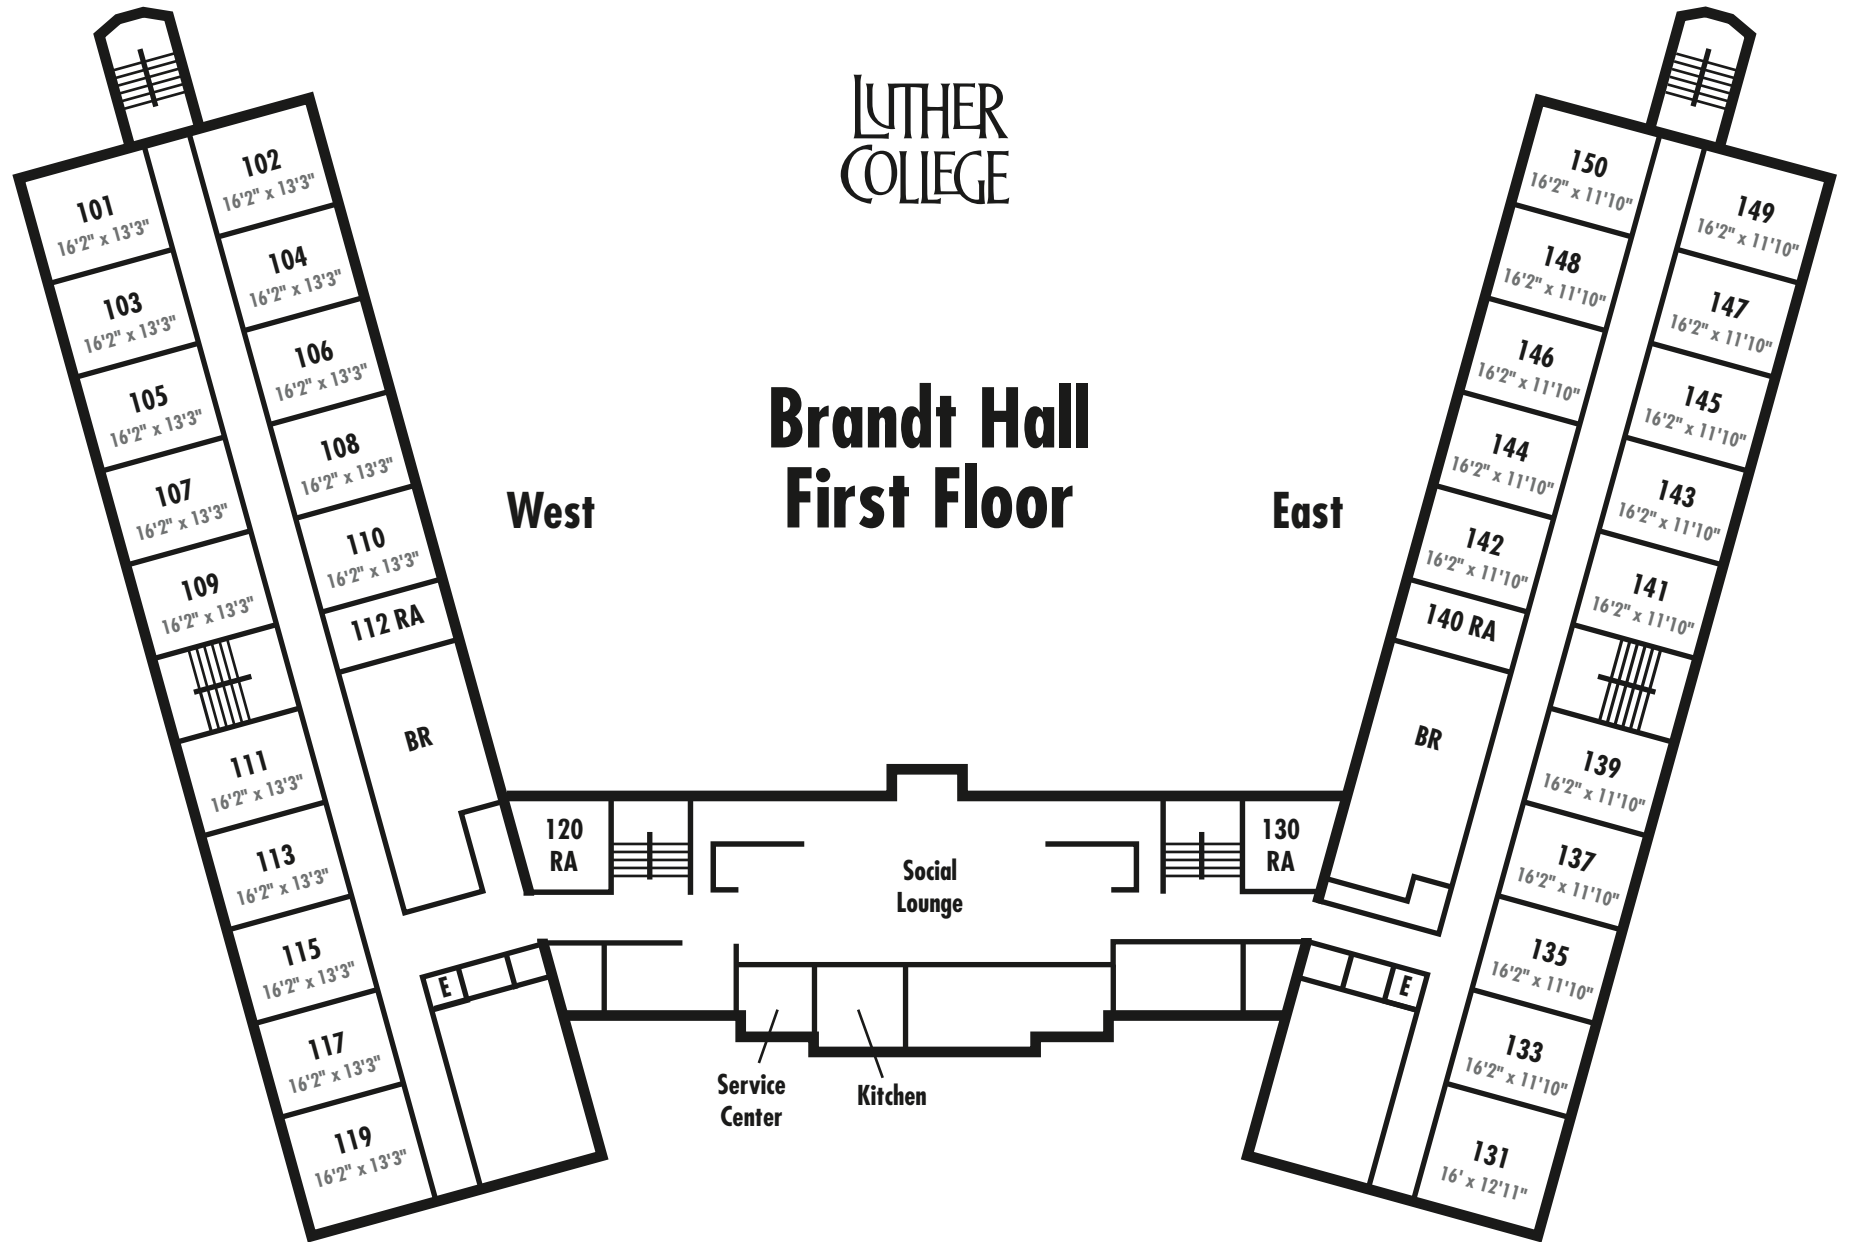 LUTHER
COLLEGE
Brandt Hall
First Floor
West
East
101
16'2" x 13'3"
102
16'2" x 13'3"
103
16'2" x 13'3"
104
16'2" x 13'3"
105
16'2" x 13'3"
106
16'2" x 13'3"
107
16'2" x 13'3"
108
16'2" x 13'3"
109
16'2" x 13'3"
110
16'2" x 13'3"
112 RA
BR
111
16'2" x 13'3"
113
16'2" x 13'3"
115
16'2" x 13'3"
117
16'2" x 13'3"
119
16'2" x 13'3"
E
120
RA
Social
Lounge
130
RA
Service
Center
Kitchen
150
16'2" x 11'10"
149
16'2" x 11'10"
148
16'2" x 11'10"
147
16'2" x 11'10"
146
16'2" x 11'10"
145
16'2" x 11'10"
144
16'2" x 11'10"
143
16'2" x 11'10"
142
16'2" x 11'10"
141
16'2" x 11'10"
140 RA
BR
139
16'2" x 11'10"
137
16'2" x 11'10"
135
16'2" x 11'10"
133
16'2" x 11'10"
131
16' x 12'11"
E